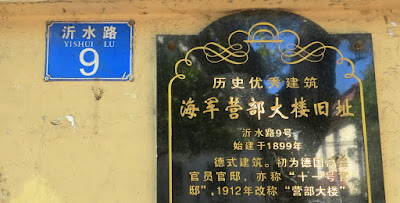 沂水路
YISHUI LU
9
历史优秀建筑
海军营部大楼旧址
沂水路9号
始建于1899年
德式建筑。初为德国
官员官邸，亦称“十一号官
邸”，1912年改称“营部大楼”